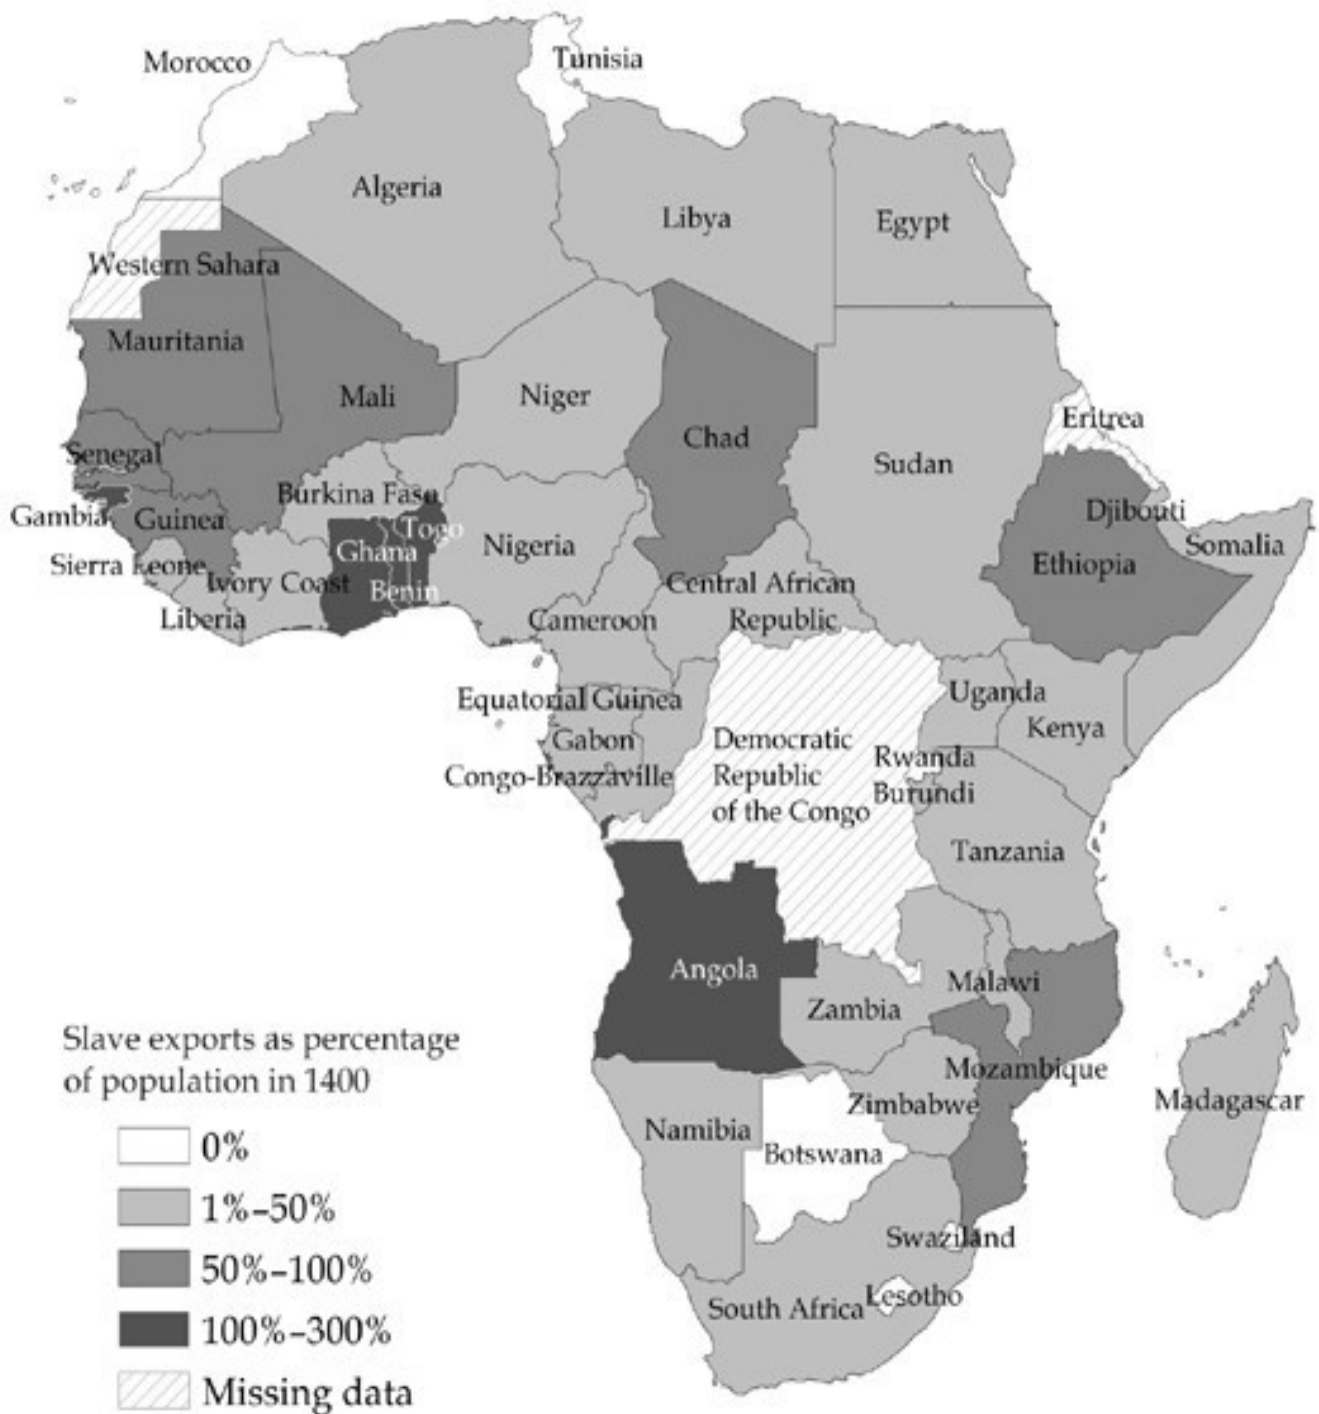 Morocco
Tunisia
Algeria
Libya
Egypt
Western Sahara
Mauritania
Mali
Niger
Chad
Sudan
Eritrea
Senegal
Gambia
Guinea
Burkina Faso
Togo
Ghana
Benin
Nigeria
Djibouti
Somalia
Ethiopia
Sierra Leone
Ivory Coast
Liberia
Cameroon
Central African
Republic
Equatorial Guinea
Gabon
Congo-Brazzaville
Democratic
Republic
of the Congo
Uganda
Kenya
Rwanda
Burundi
Tanzania
Angola
Malawi
Zambia
Mozambique
Zimbabwe
Madagascar
Namibia
Botswana
Swaziland
Lesotho
South Africa
Slave exports as percentage
of population in 1400
0%
1%–50%
50%–100%
100%–300%
Missing data